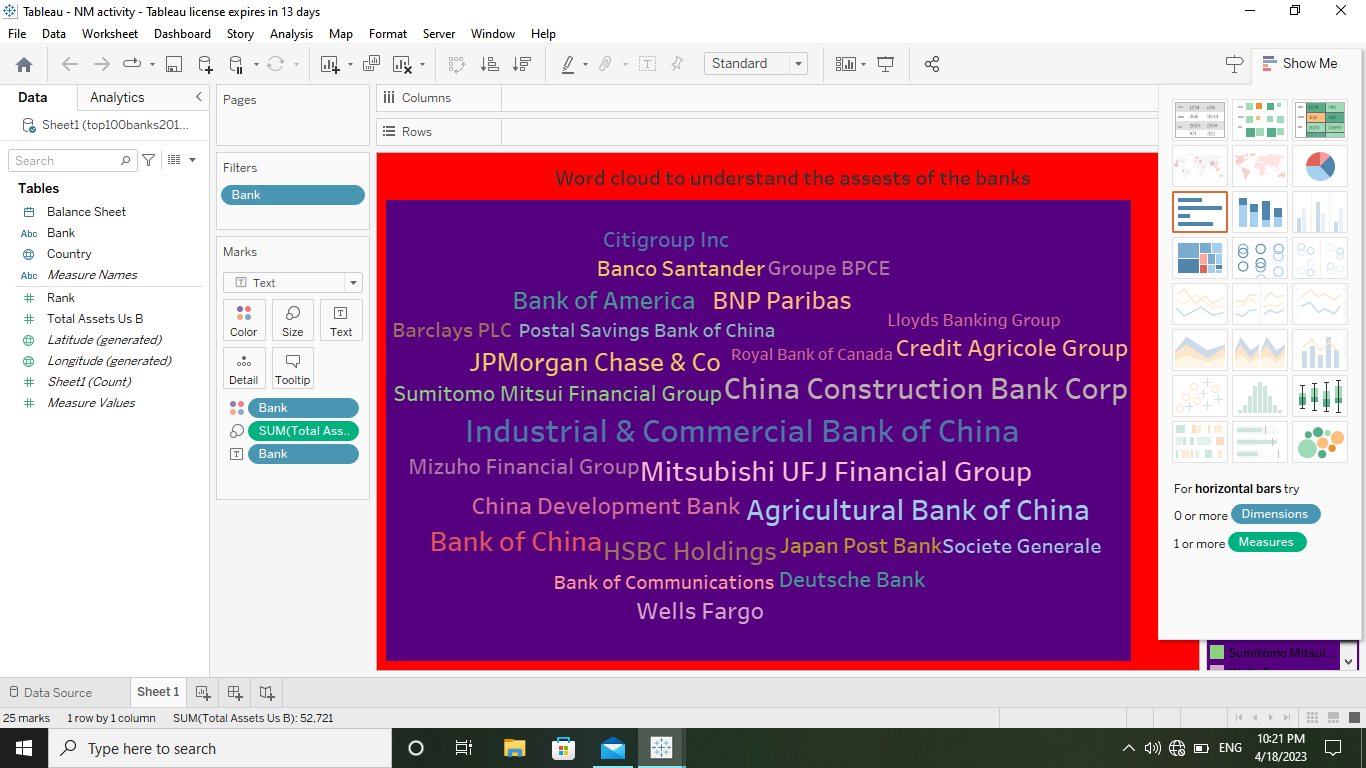 Tableau - NM activity - Tableau license expires in 13 days
File Data Worksheet Dashboard Story Analysis Map Format Server Window Help
Standard
Show Me
Data Analytics
Pages
Columns
Sheet1 (top100banks201...
Rows
Search
Filters
Bank
Tables
Balance Sheet
Bank
Country
Measure Names
Rank
Total Assets Us B
Latitude (generated)
Longitude (generated)
Sheet1 (Count)
Measure Values
Abc
Abc
Marks
Text
Color Size Text
Detail Tooltip
Bank
SUM(Total Ass..
Bank
Word cloud to understand the assests of the banks
Citigroup Inc
Banco Santander Groupe BPCE
Bank of America BNP Paribas
Lloyds Banking Group
Barclays PLC Postal Savings Bank of China
Royal Bank of Canada Credit Agricole Group
JPMorgan Chase & Co
Sumitomo Mitsui Financial Group China Construction Bank Corp
Industrial & Commercial Bank of China
Mizuho Financial Group Mitsubishi UFJ Financial Group
China Development Bank Agricultural Bank of China
Bank of China HSBC Holdings Japan Post Bank Societe Generale
Bank of Communications Deutsche Bank
Wells Fargo
For horizontal bars try
0 or more Dimensions
1 or more Measures
Sumitomo Mitsui ..
Data Source Sheet 1
25 marks 1 row by 1 column SUM(Total Assets Us B): 52,721
Type here to search
ENG
10:21 PM
4/18/2023